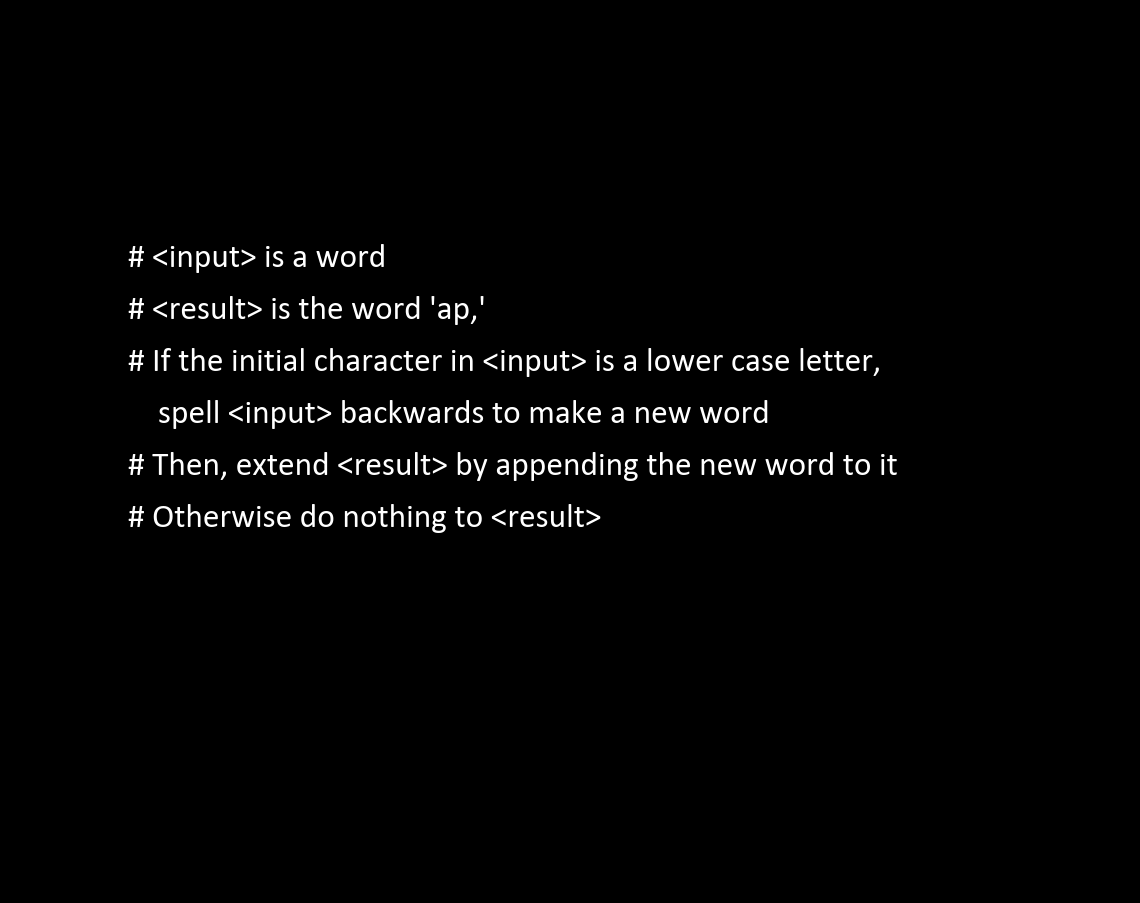 # <input> is a word
# <result> is the word 'ap,'
# If the initial character in <input> is a lower case letter,
spell <input> backwards to make a new word
# Then, extend <result> by appending the new word to it
# Otherwise do nothing to <result>